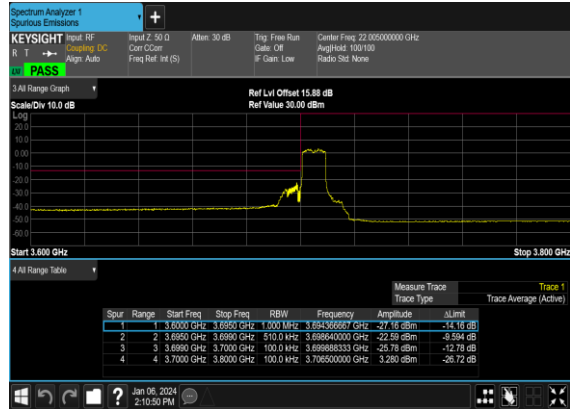 Spectrum Analyzer 1
Spurious Emissions
KEYSIGHT Input: RF Input Z: 50 Ω Atten: 30 dB Trig: Free Run Center Freq: 22.005000000 GHz
R T Coupling: DC Corr CCorr Gate: Off Avg|Hold: 100/100
Align: Auto Freq Ref: Int (S) IF Gain: Low Radio Std: None
PASS
3 All Range Graph
Ref Lvl Offset 15.88 dB
Scale/Div 10.0 dB Ref Value 30.00 dBm
Log
20.0
10.0
0.00
-10.0
-20.0
-30.0
-40.0
-50.0
-60.0
Start 3.600 GHz Stop 3.800 GHz
4 All Range Table
Measure Trace Trace 1
Trace Type Trace Average (Active)
Spur Range Start Freq Stop Freq RBW Frequency Amplitude ΔLimit
1 1 3.6000 GHz 3.6950 GHz 1.000 MHz 3.694366667 GHz -27.16 dBm -14.16 dB
2 2 3.6950 GHz 3.6990 GHz 510.0 kHz 3.698640000 GHz -22.59 dBm -9.594 dB
3 3 3.6990 GHz 3.7000 GHz 100.0 kHz 3.699888333 GHz -25.78 dBm -12.78 dB
4 4 3.7000 GHz 3.8000 GHz 100.0 kHz 3.706500000 GHz 3.280 dBm -26.72 dB
?
Jan 06, 2024
2:10:50 PM